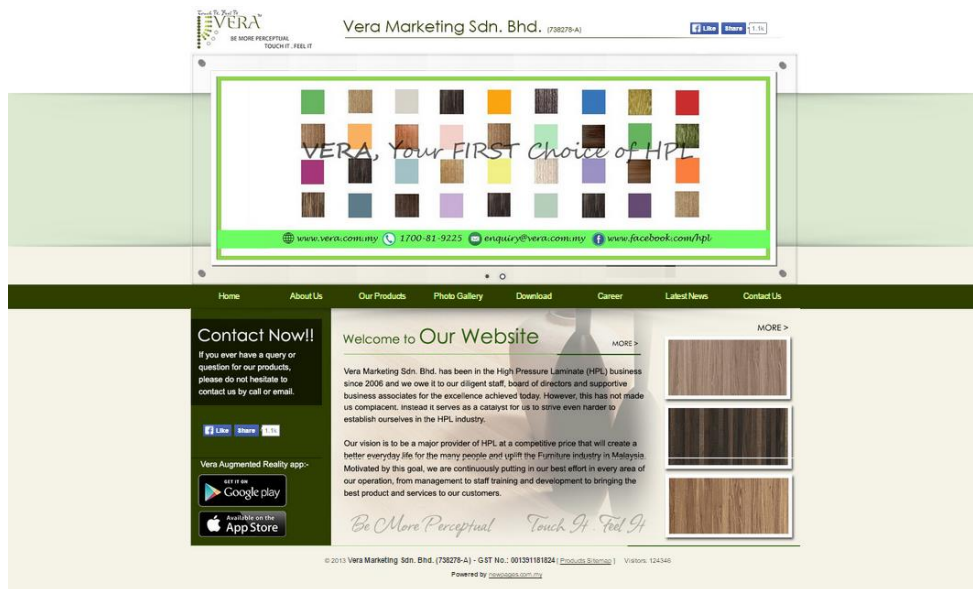 Touch It, Feel It
VERA™
BE MORE PERCEPTUAL
TOUCH IT . FEEL IT
Vera Marketing Sdn. Bhd. (738278-A)
Like Share 1.1k
VERA, Your FIRST Choice of HPL
www.vera.com.my 1700-81-9225 enquiry@vera.com.my www.facebook.com/hpl
Home About Us Our Products Photo Gallery Download Career Latest News Contact Us
Contact Now!!
If you ever have a query or
question for our products,
please do not hesitate to
contact us by call or email.
Like Share 1.1k
Vera Augmented Reality app:-
GET IT ON
Google play
Available on the
App Store
Welcome to Our Website
MORE >
Vera Marketing Sdn. Bhd. has been in the High Pressure Laminate (HPL) business
since 2006 and we owe it to our diligent staff, board of directors and supportive
business associates for the excellence achieved today. However, this has not made
us complacent. Instead it serves as a catalyst for us to strive even harder to
establish ourselves in the HPL industry.
Our vision is to be a major provider of HPL at a competitive price that will create a
better everyday life for the many people and uplift the Furniture industry in Malaysia.
Motivated by this goal, we are continuously putting in our best effort in every area of
our operation, from management to staff training and development to bringing the
best product and services to our customers.
Be More Perceptual Touch It . Feel It
MORE >
© 2013 Vera Marketing Sdn. Bhd. (738278-A) - GST No.: 001391181824 [ Products Sitemap ] Visitors: 124346
Powered by newpages.com.my